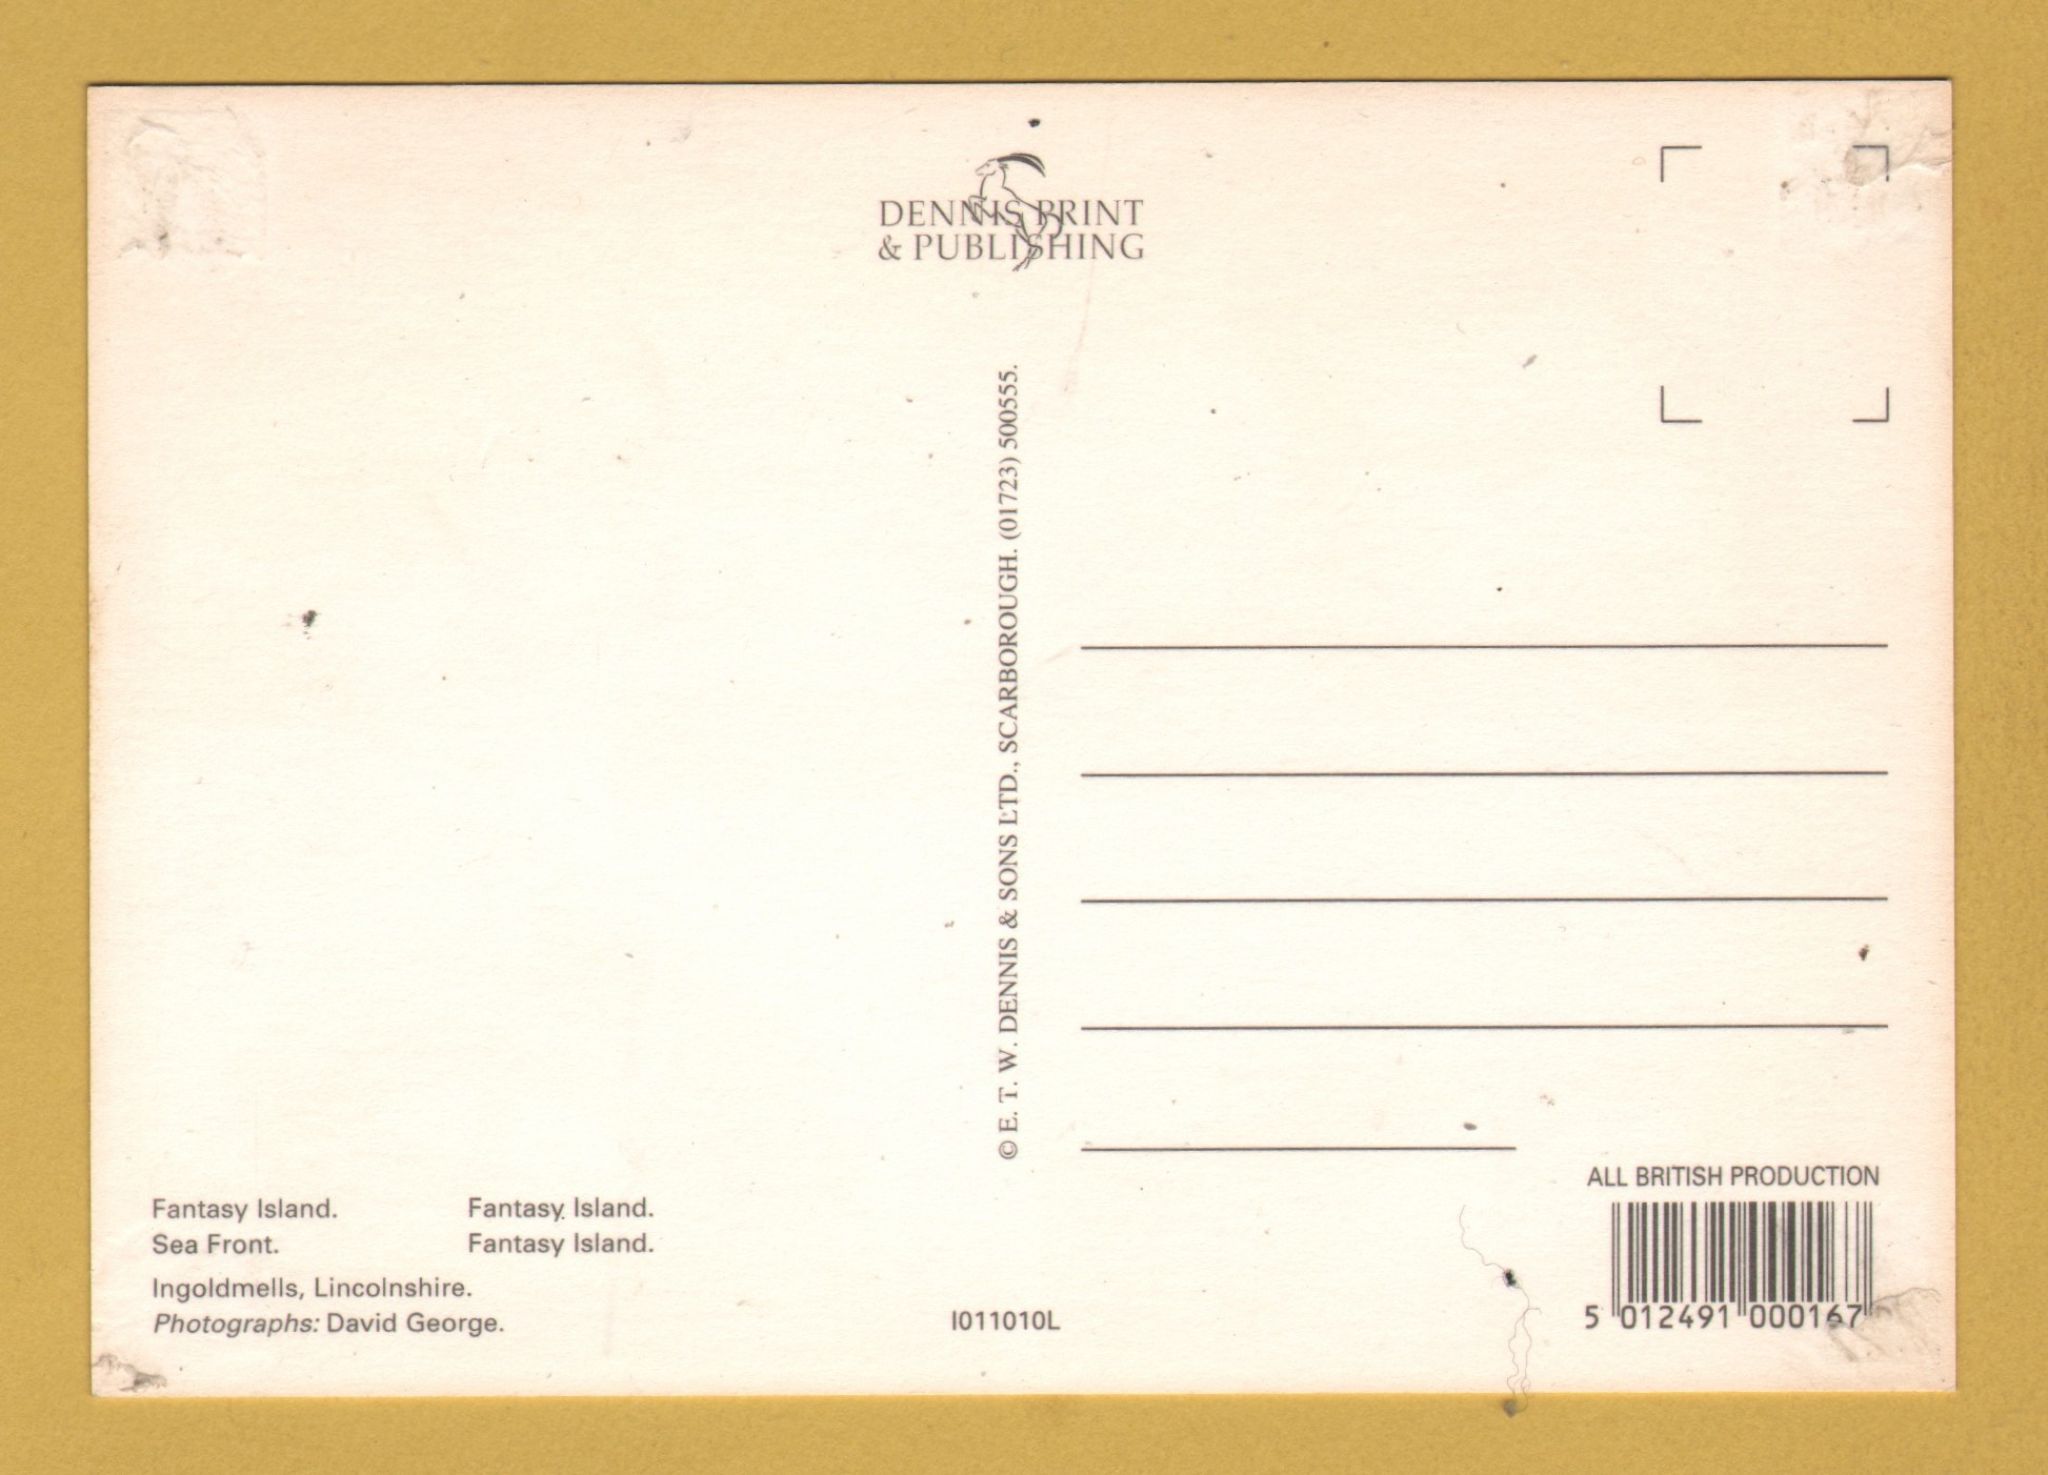 DENNIS PRINT
& PUBLISHING
© E. T. W. DENNIS & SONS LTD., SCARBOROUGH. (01723) 500555.
Fantasy Island. Fantasy Island.
Sea Front. Fantasy Island.
Ingoldmells, Lincolnshire.
Photographs: David George.
I011010L
ALL BRITISH PRODUCTION
5 012491 000167